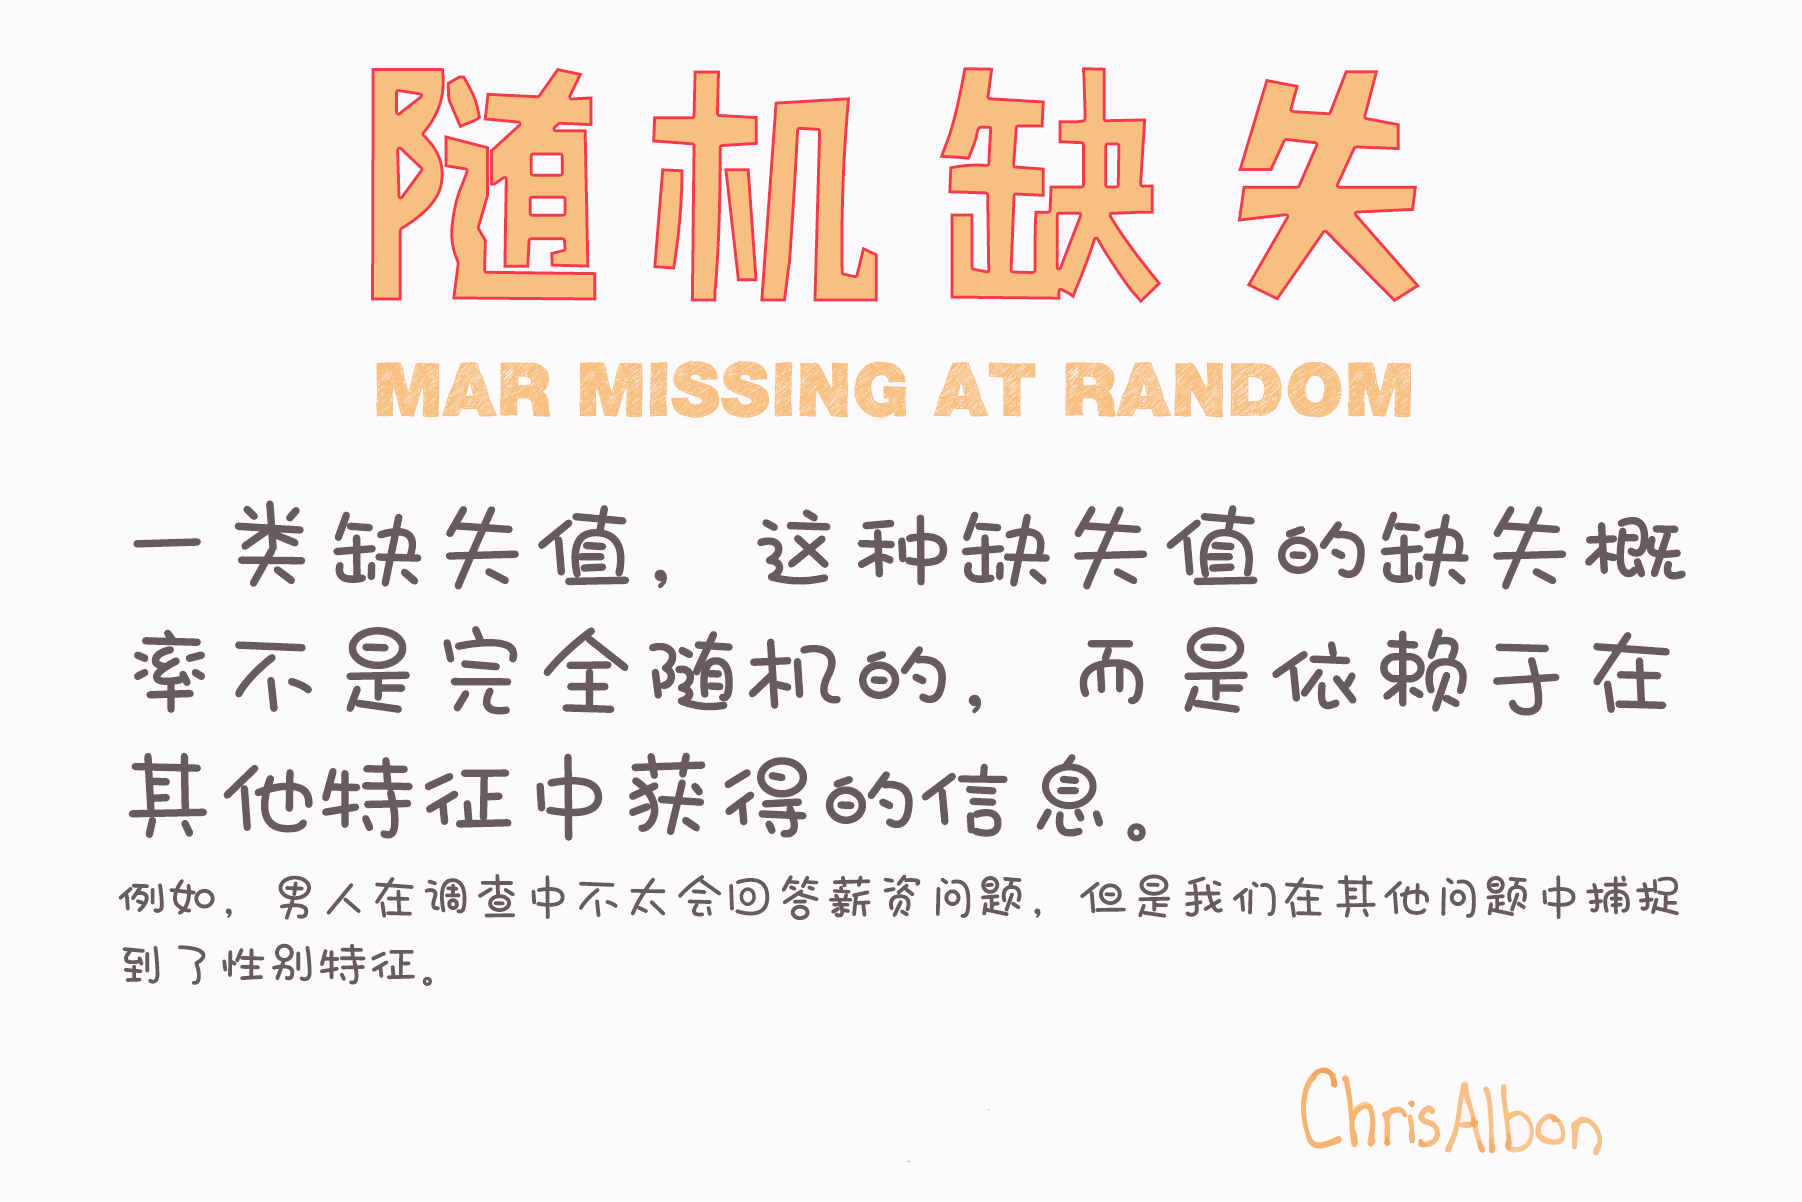 随机缺失
MAR MISSING AT RANDOM
一类缺失值，这种缺失值的缺失概
率不是完全随机的，而是依赖于在
其他特征中获得的信息。
例如，男人在调查中不太会回答薪资问题，但是我们在其他问题中捕捉
到了性别特征。
ChrisAlbon